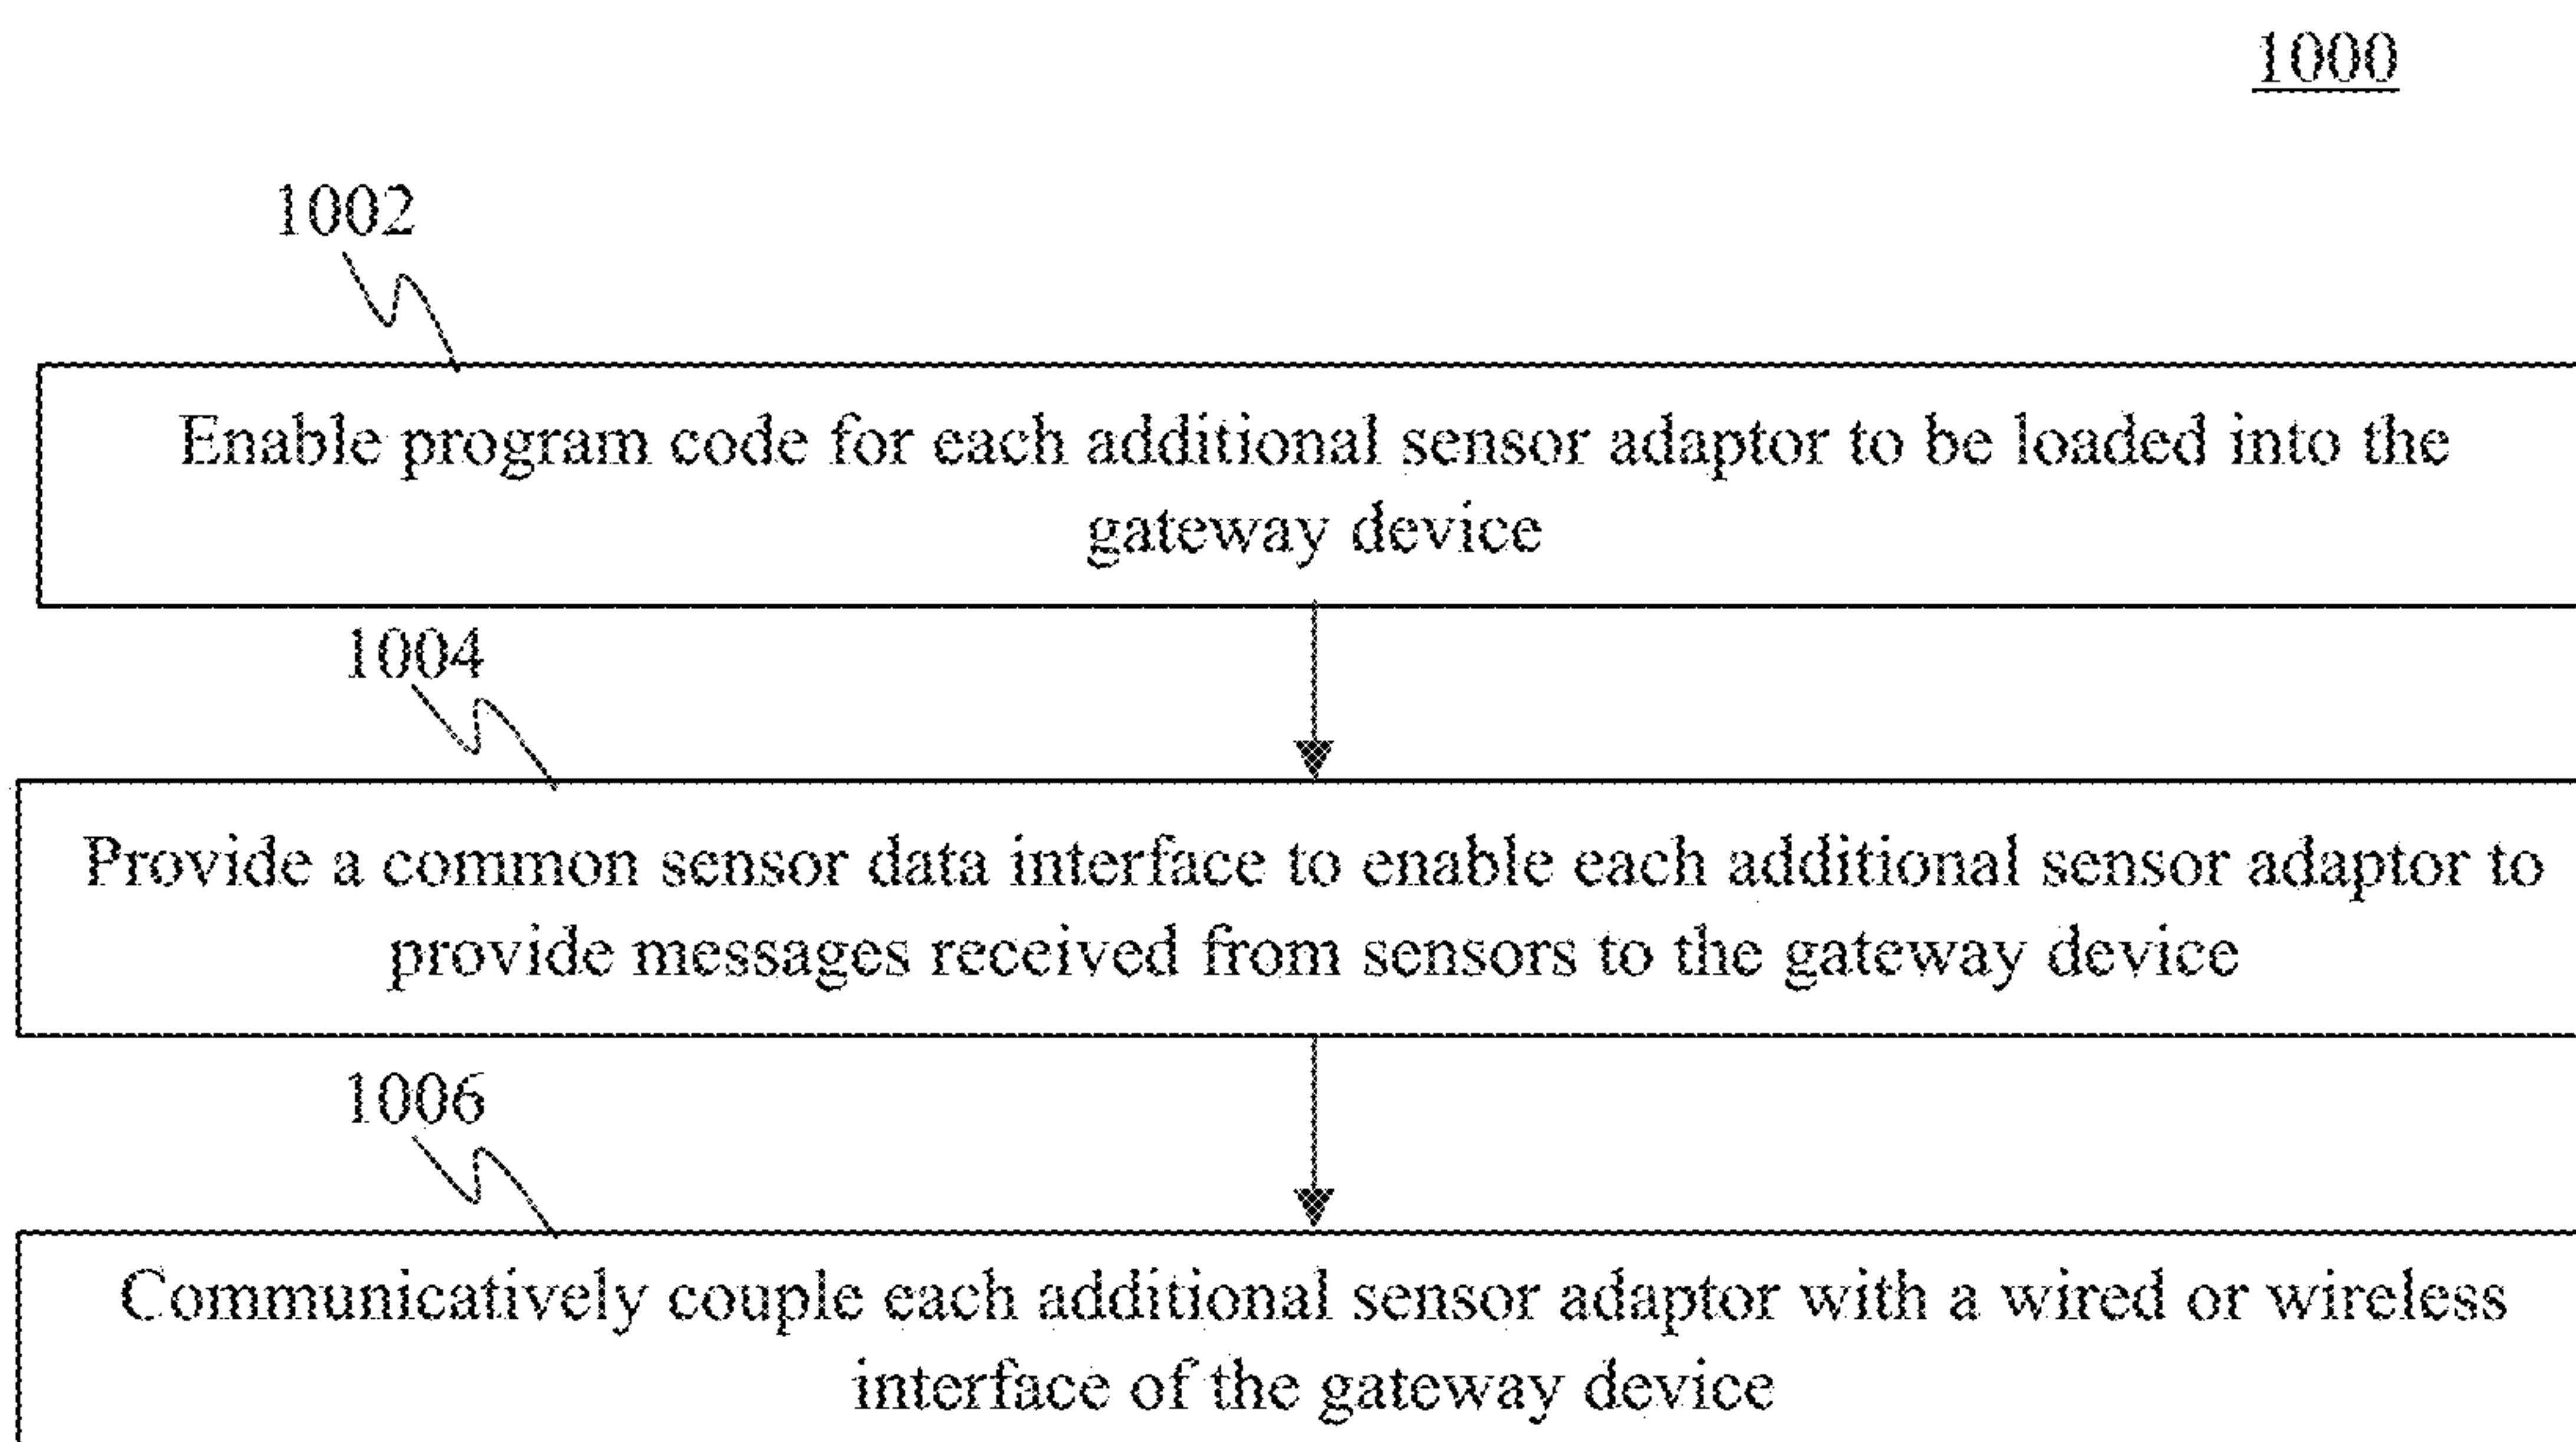 1000
1002
Enable program code for each additional sensor adaptor to be loaded into the
gateway device
1004
Provide a common sensor data interface to enable each additional sensor adaptor to
provide messages received from sensors to the gateway device
1006
Communicatively couple each additional sensor adaptor with a wired or wireless
interface of the gateway device